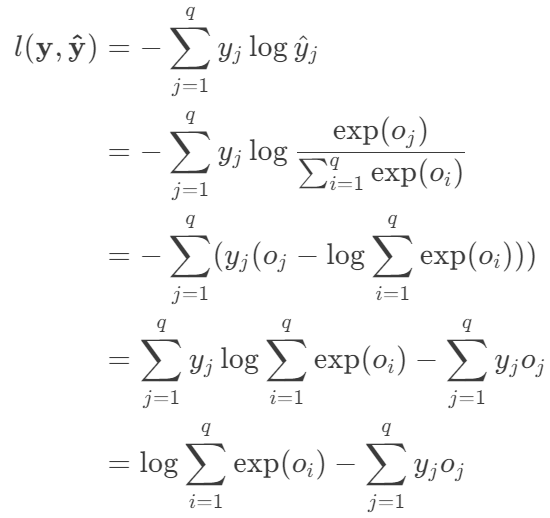 l(𝐲, 𝐲̂) = − ∑_{j=1}^{q} y_j log ŷ_j
= − ∑_{j=1}^{q} y_j log exp(o_j) / ∑_{i=1}^{q} exp(o_i)
= − ∑_{j=1}^{q} (y_j(o_j − log ∑_{i=1}^{q} exp(o_i)))
= ∑_{j=1}^{q} y_j log ∑_{i=1}^{q} exp(o_i) − ∑_{j=1}^{q} y_j o_j
= log ∑_{i=1}^{q} exp(o_i) − ∑_{j=1}^{q} y_j o_j